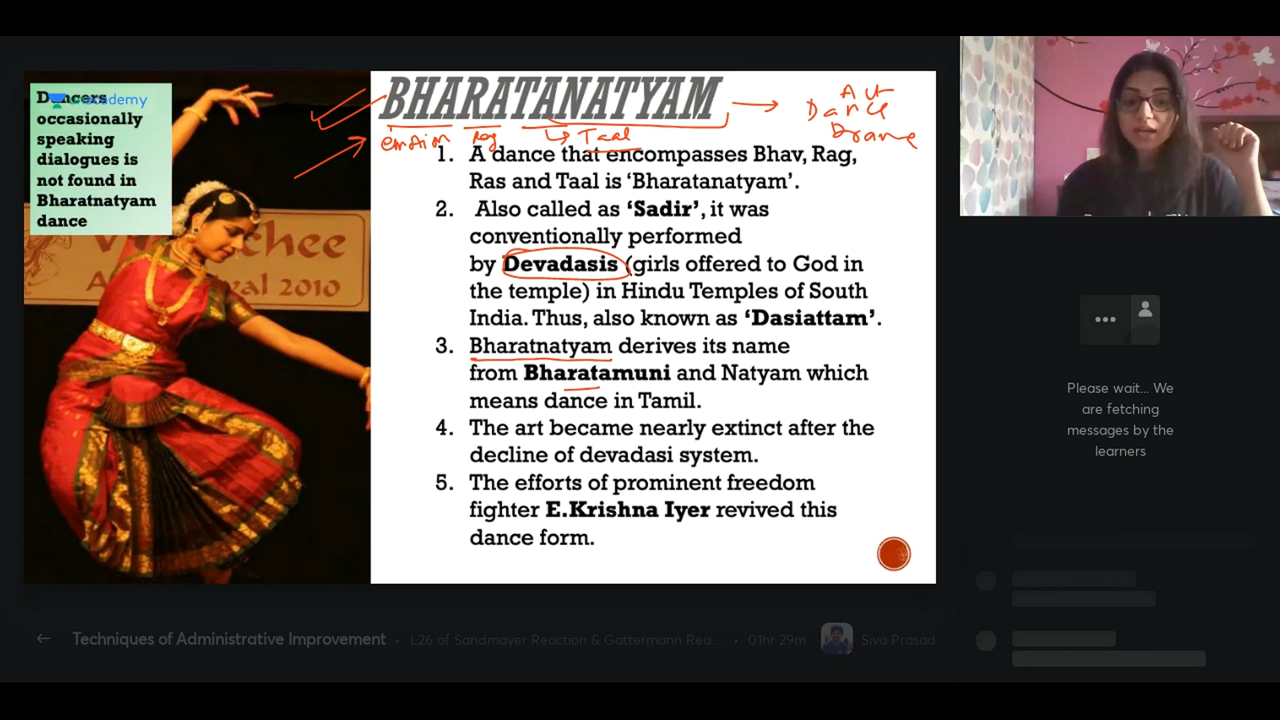 Dancers
unacademy
occasionally
speaking
dialogues is
not found in
Bharatnatyam
dance
BHARATANATYAM
Act
Dance
Drame
emotion Rag Taal
1. A dance that encompasses Bhav, Rag,
Ras and Taal is ‘Bharatanatyam’.
2. Also called as ‘Sadir’, it was
conventionally performed
by Devadasis (girls offered to God in
the temple) in Hindu Temples of South
India. Thus, also known as ‘Dasiattam’.
3. Bharatnatyam derives its name
from Bharatamuni and Natyam which
means dance in Tamil.
4. The art became nearly extinct after the
decline of devadasi system.
5. The efforts of prominent freedom
fighter E.Krishna Iyer revived this
dance form.
2010
Please wait... We
are fetching
messages by the
learners
Techniques of Administrative Improvement • L26 of Sandmayer Reaction & Gattermann Rea... • 01hr 29m Siva Prasad